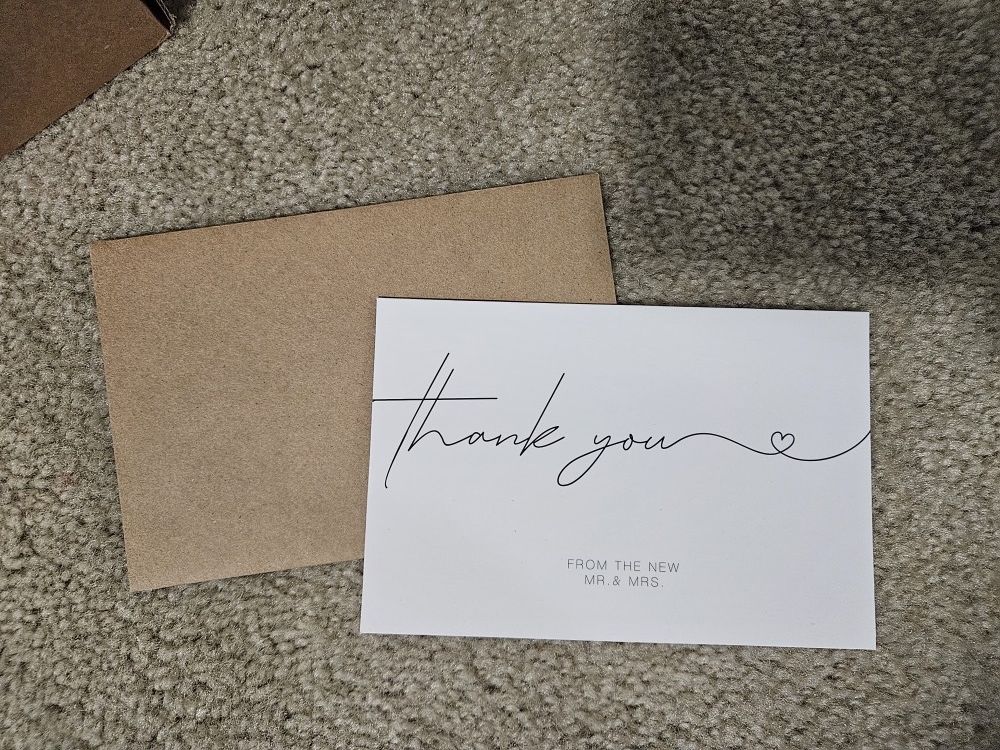 thank you
FROM THE NEW
MR.& MRS.